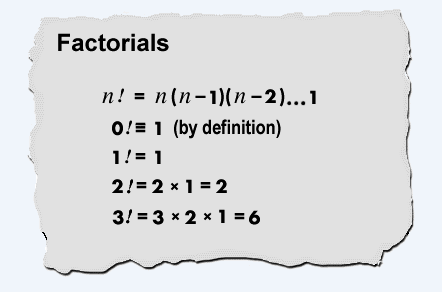 Factorials
n! = n(n−1)(n−2)...1
0!≡ 1 (by definition)
1!= 1
2!=2 × 1 =2
3!=3 × 2 × 1 =6